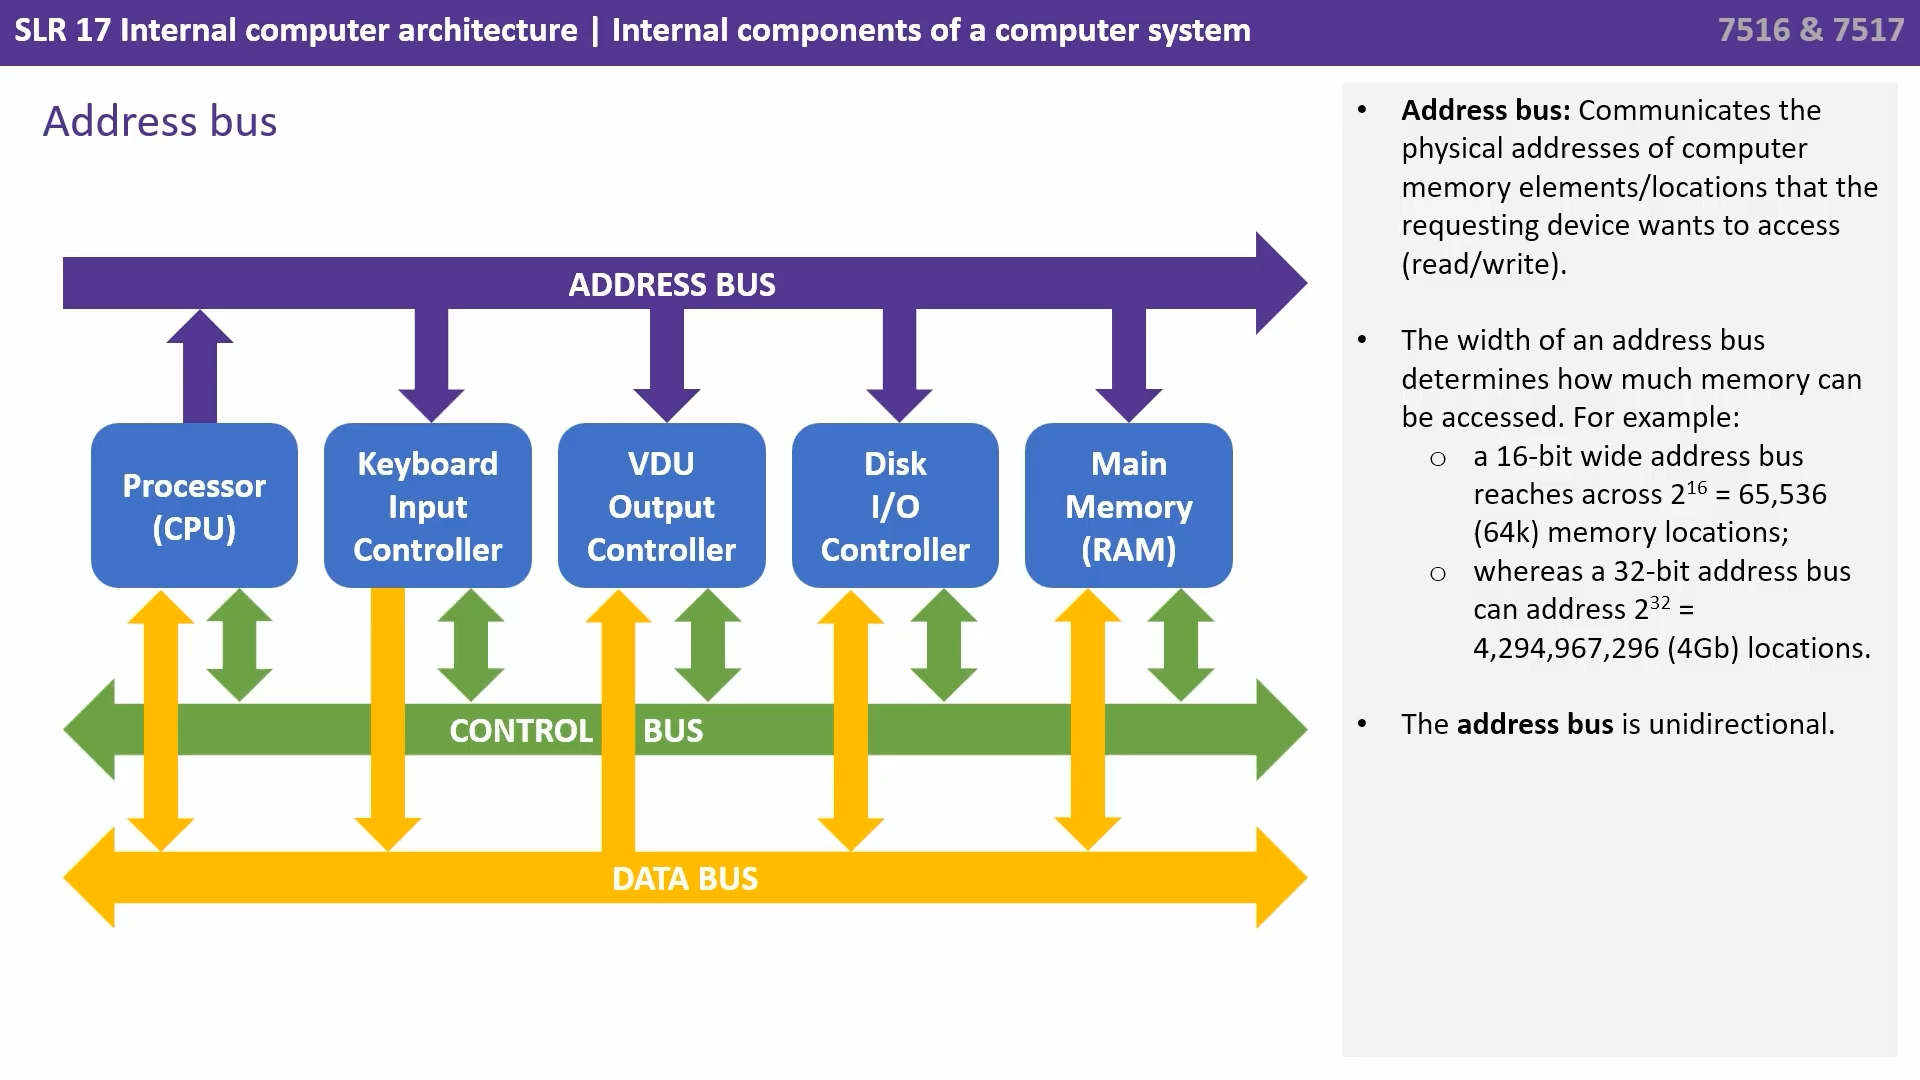 SLR 17 Internal computer architecture | Internal components of a computer system
7516 & 7517
Address bus
ADDRESS BUS
Processor
(CPU)
Keyboard
Input
Controller
VDU
Output
Controller
Disk
I/O
Controller
Main
Memory
(RAM)
CONTROL BUS
DATA BUS
• Address bus: Communicates the
physical addresses of computer
memory elements/locations that the
requesting device wants to access
(read/write).
• The width of an address bus
determines how much memory can
be accessed. For example:
o a 16-bit wide address bus
reaches across 2¹⁶ = 65,536
(64k) memory locations;
o whereas a 32-bit address bus
can address 2³² =
4,294,967,296 (4Gb) locations.
• The address bus is unidirectional.